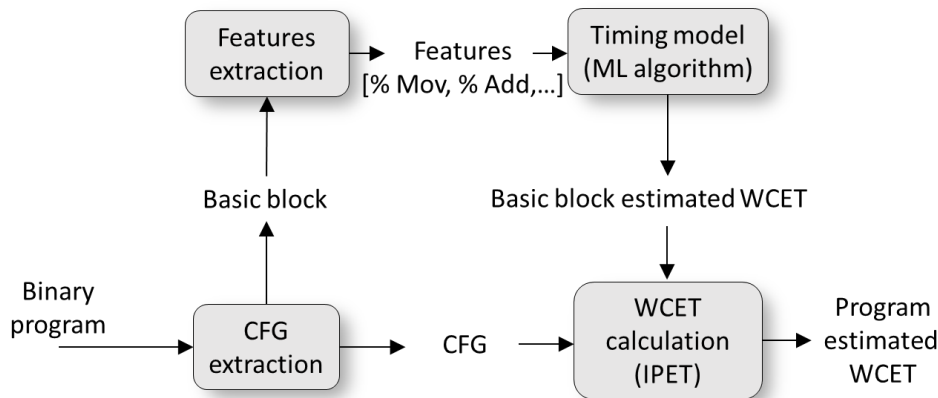 Features
extraction
Features
[% Mov, % Add,...]
Timing model
(ML algorithm)
Basic block
Basic block estimated WCET
Binary
program
CFG
extraction
CFG
WCET
calculation
(IPET)
Program
estimated
WCET